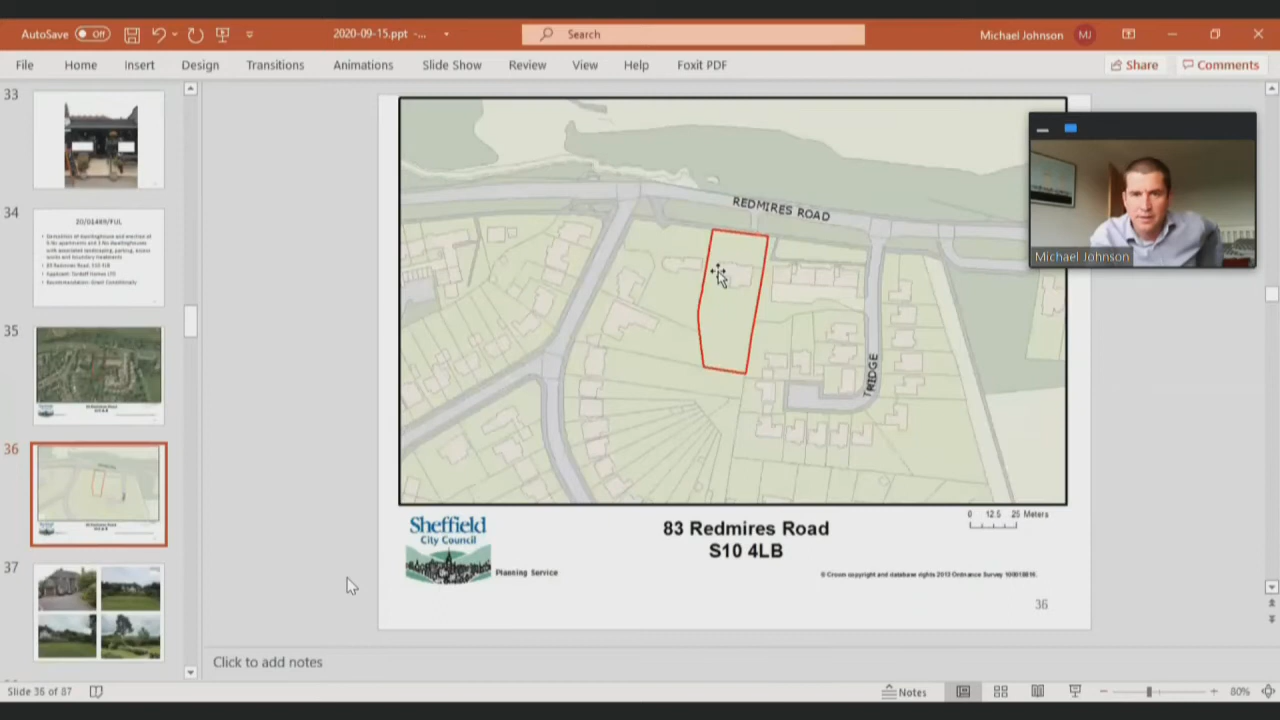 AutoSave Off 2020-09-15.ppt -... Search Michael Johnson MJ
File Home Insert Design Transitions Animations Slide Show Review View Help Foxit PDF Share Comments
33
34
20/01499/FUL
35
36
37
REDMIRES ROAD
TRIDGE
Michael Johnson
Sheffield
City Council
Planning Service
83 Redmires Road
S10 4LB
0 12.5 25 Meters
36
Click to add notes
Slide 36 of 87 Notes 80%